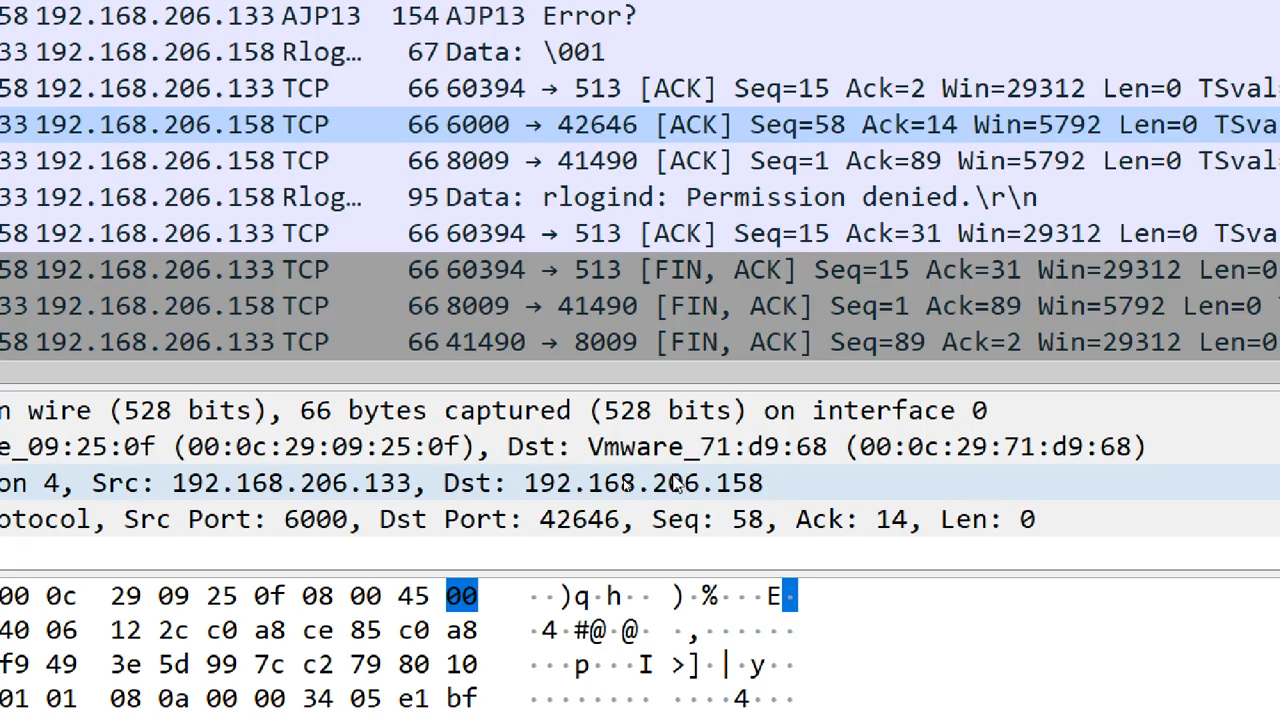 58 192.168.206.133 AJP13 154 AJP13 Error?
33 192.168.206.158 Rlog… 67 Data: \001
58 192.168.206.133 TCP 66 60394 → 513 [ACK] Seq=15 Ack=2 Win=29312 Len=0 TSval
33 192.168.206.158 TCP 66 6000 → 42646 [ACK] Seq=58 Ack=14 Win=5792 Len=0 TSva
33 192.168.206.158 TCP 66 8009 → 41490 [ACK] Seq=1 Ack=89 Win=5792 Len=0 TSval
33 192.168.206.158 Rlog… 95 Data: rlogind: Permission denied.\r\n
58 192.168.206.133 TCP 66 60394 → 513 [ACK] Seq=15 Ack=31 Win=29312 Len=0 TSva
58 192.168.206.133 TCP 66 60394 → 513 [FIN, ACK] Seq=15 Ack=31 Win=29312 Len=0
33 192.168.206.158 TCP 66 8009 → 41490 [FIN, ACK] Seq=1 Ack=89 Win=5792 Len=0
58 192.168.206.133 TCP 66 41490 → 8009 [FIN, ACK] Seq=89 Ack=2 Win=29312 Len=0
n wire (528 bits), 66 bytes captured (528 bits) on interface 0
e_09:25:0f (00:0c:29:09:25:0f), Dst: Vmware_71:d9:68 (00:0c:29:71:d9:68)
on 4, Src: 192.168.206.133, Dst: 192.168.206.158
otocol, Src Port: 6000, Dst Port: 42646, Seq: 58, Ack: 14, Len: 0
00 0c 29 09 25 0f 08 00 45 00 ··)q·h·· )·%···E·
40 06 12 2c c0 a8 ce 85 c0 a8 ·4·#@·@· ·,······
f9 49 3e 5d 99 7c c2 79 80 10 ···p···I >]·|·y··
01 01 08 0a 00 00 34 05 e1 bf ········ ····4···